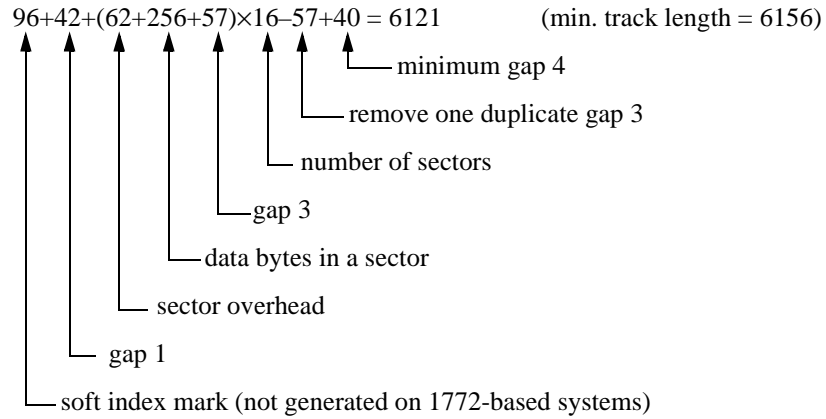 96+42+(62+256+57)×16–57+40 = 6121 (min. track length = 6156)
minimum gap 4
remove one duplicate gap 3
number of sectors
gap 3
data bytes in a sector
sector overhead
gap 1
soft index mark (not generated on 1772-based systems)